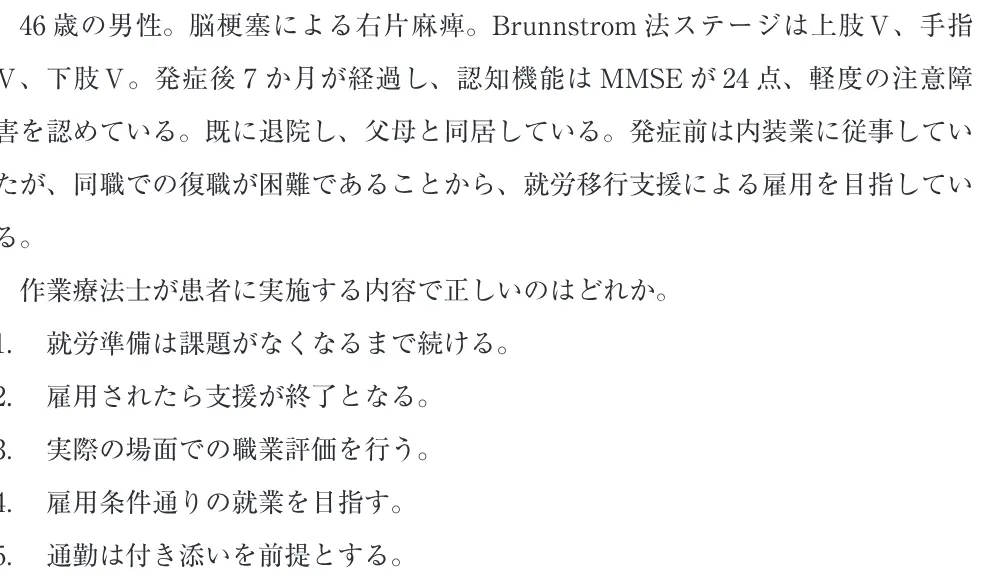 46歳の男性。脳梗塞による右片麻痺。Brunnstrom法ステージは上肢Ⅴ、手指
Ⅴ、下肢Ⅴ。発症後7か月が経過し、認知機能はMMSEが24点、軽度の注意障
害を認めている。既に退院し、父母と同居している。発症前は内装業に従事してい
たが、同職での復職が困難であることから、就労移行支援による雇用を目指してい
る。
作業療法士が患者に実施する内容で正しいのはどれか。
1. 就労準備は課題がなくなるまで続ける。
2. 雇用されたら支援が終了となる。
3. 実際の場面での職業評価を行う。
4. 雇用条件通りの就業を目指す。
5. 通勤は付き添いを前提とする。